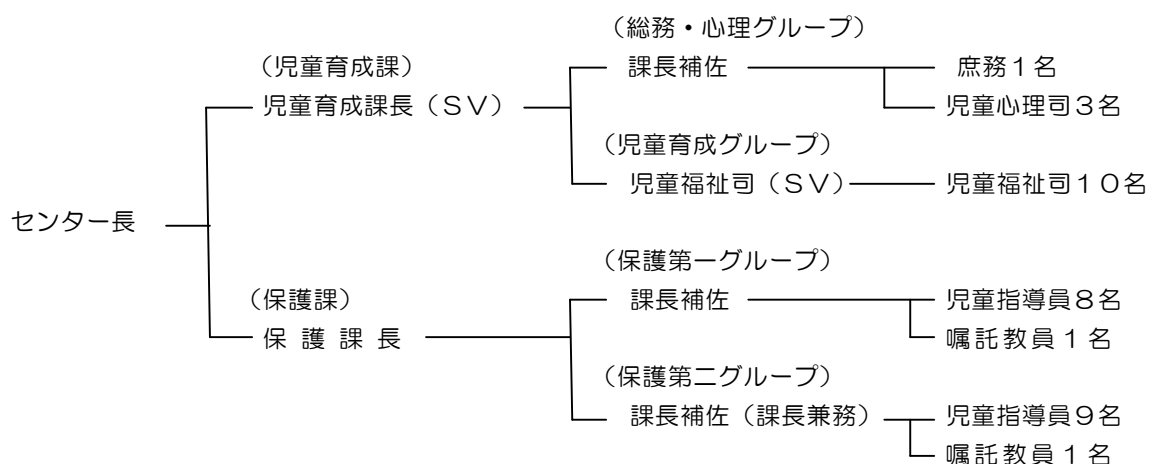 （総務・心理グループ）
（児童育成課）
課長補佐
庶務１名
児童育成課長（ＳＶ）
児童心理司３名
（児童育成グループ）
児童福祉司（ＳＶ）
児童福祉司１０名
センター長
（保護第一グループ）
（保護課）
課長補佐
児童指導員８名
保護課長
嘱託教員１名
（保護第二グループ）
課長補佐（課長兼務）
児童指導員９名
嘱託教員１名